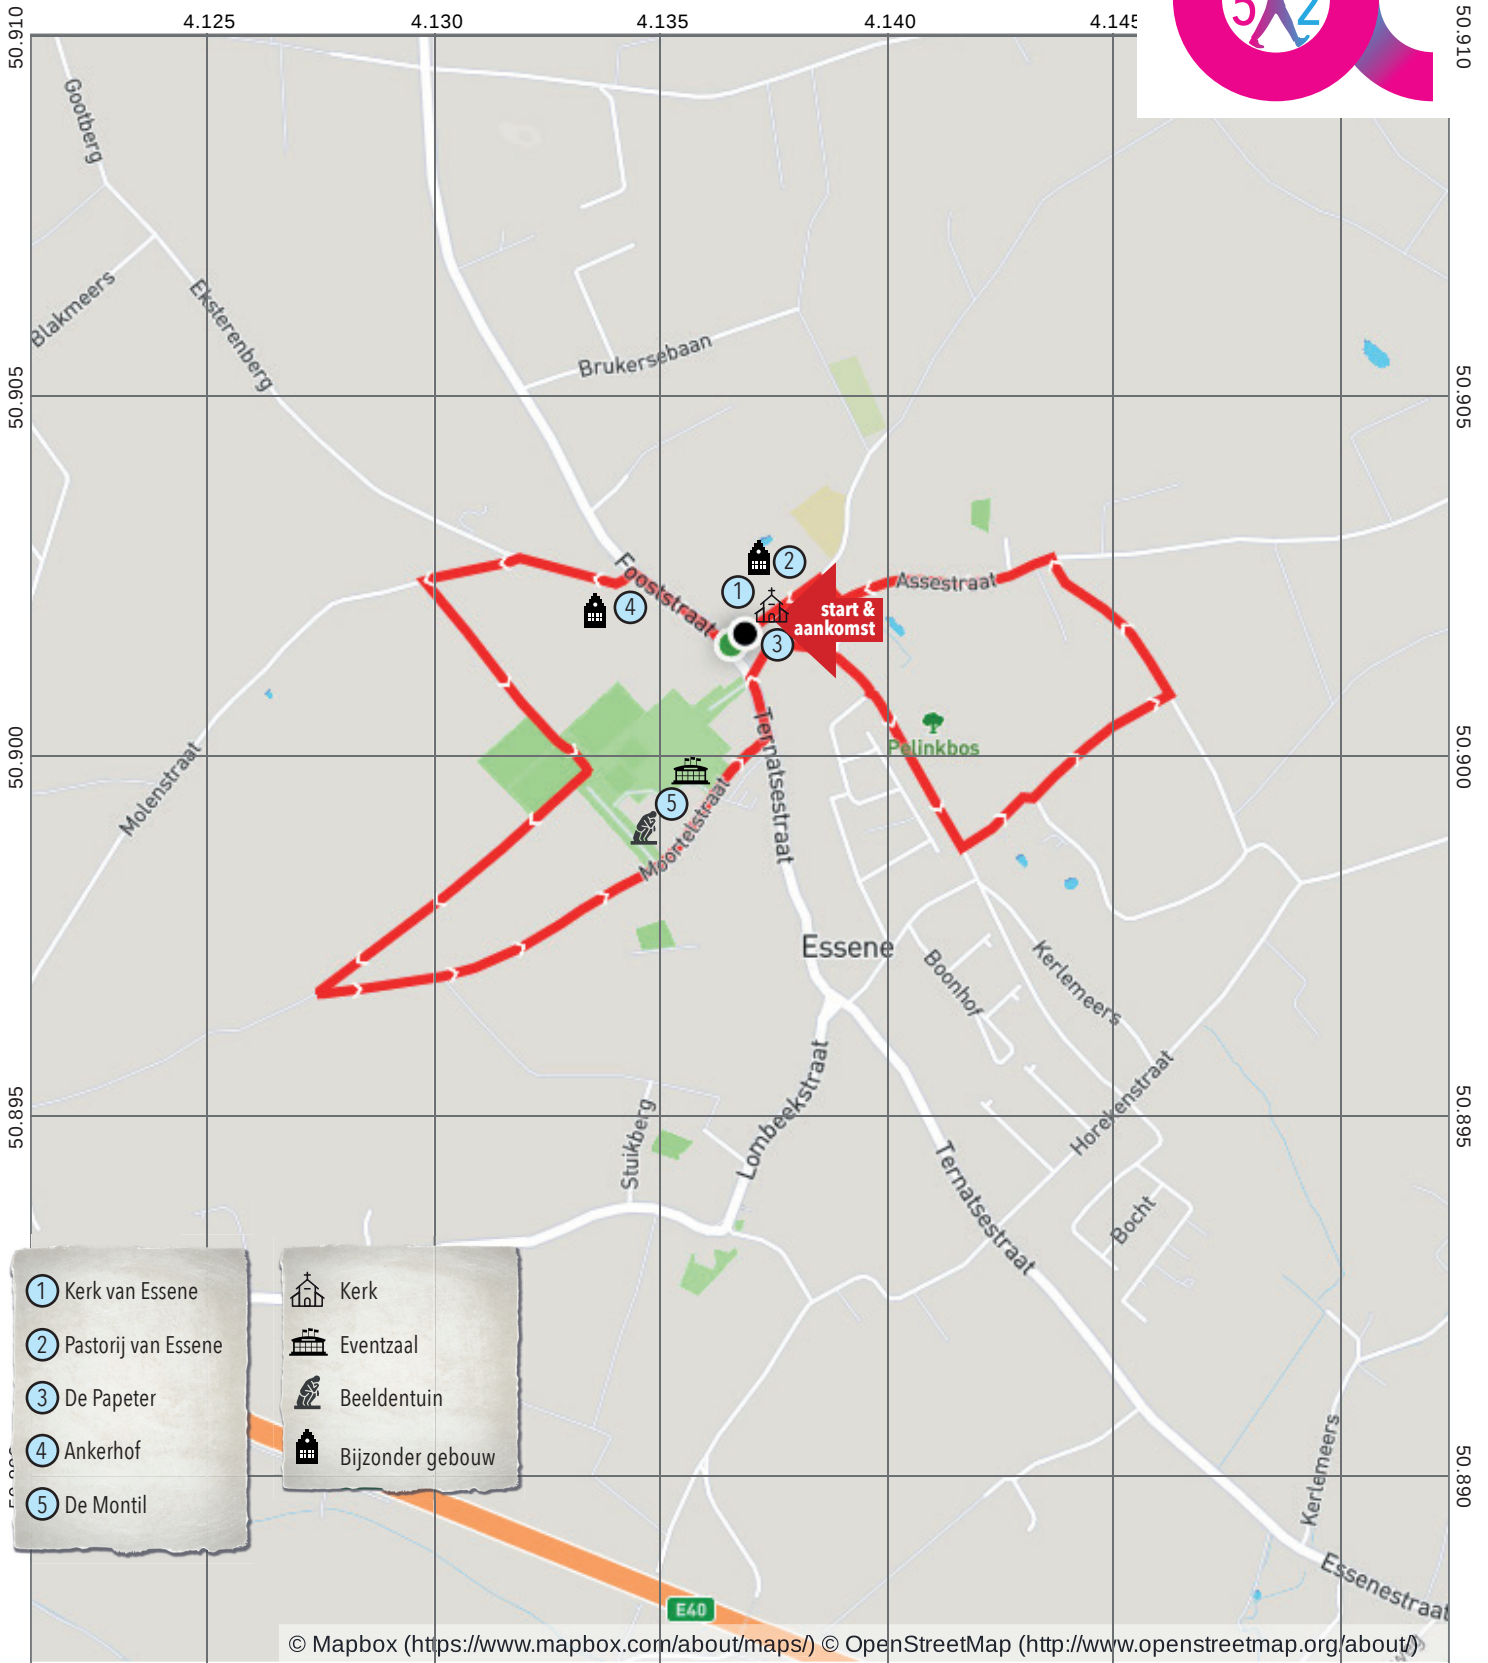 4.125
4.130
4.135
4.140
4.145
50.910
50.910
5 2
Gootberg
Blakmeers
Eksterenberg
Brukersebaan
50.905
50.905
Fooststraat
2
1
Assestraat
4
start &
aankomst
3
Ternatsestraat
Pelinkbos
50.900
50.900
Molenstraat
5
Moortelstraat
Essene
Boonhof
Kerlemeers
Horekenstraat
Lombeekstraat
Stuikberg
50.895
50.895
Ternatsestraat
Bocht
1 Kerk van Essene
2 Pastorij van Essene
3 De Papeter
4 Ankerhof
5 De Montil
Kerk
Eventzaal
Beeldentuin
Bijzonder gebouw
50.890
Kerlemeers
Essenestraat
E40
© Mapbox (https://www.mapbox.com/about/maps/) © OpenStreetMap (http://www.openstreetmap.org/about/)